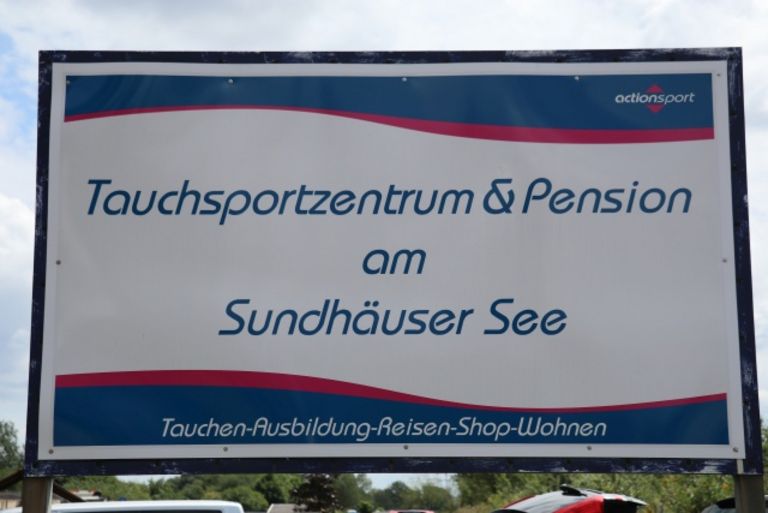 actionsport
Tauchsportzentrum & Pension
am
Sundhäuser See
Tauchen-Ausbildung-Reisen-Shop-Wohnen